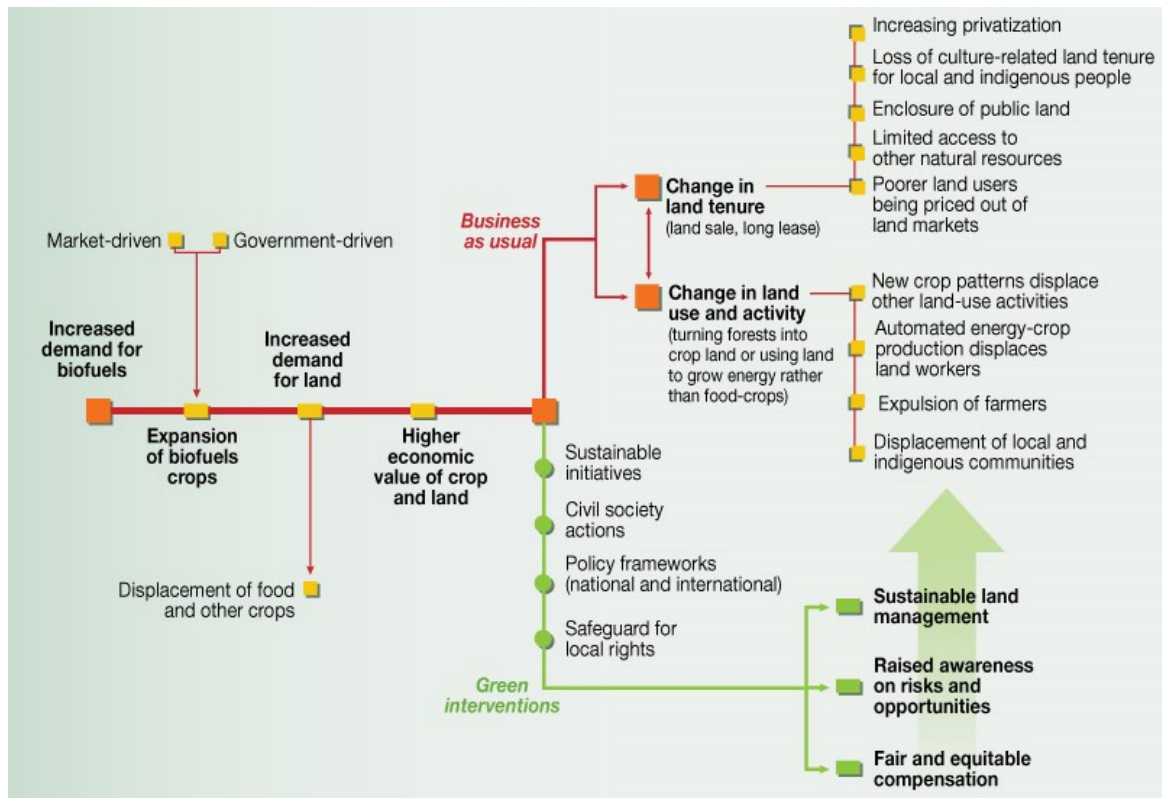 Increasing privatization
Loss of culture-related land tenure
for local and indigenous people
Enclosure of public land
Limited access to
other natural resources
Poorer land users
being priced out of
land markets
Change in
land tenure
(land sale, long lease)
Business
as usual
Market-driven
Government-driven
New crop patterns displace
other land-use activities
Automated energy-crop
production displaces
land workers
Expulsion of farmers
Displacement of local and
indigenous communities
Change in land
use and activity
(turning forests into
crop land or using land
to grow energy rather
than food-crops)
Increased
demand for
biofuels
Increased
demand
for land
Expansion
of biofuels
crops
Higher
economic
value of crop
and land
Sustainable
initiatives
Civil society
actions
Policy frameworks
(national and international)
Safeguard for
local rights
Displacement of food
and other crops
Green
interventions
Sustainable land
management
Raised awareness
on risks and
opportunities
Fair and equitable
compensation